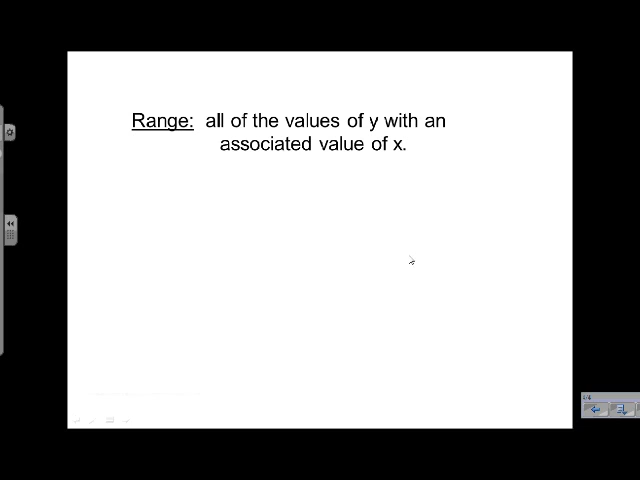 Range: all of the values of y with an
associated value of x.